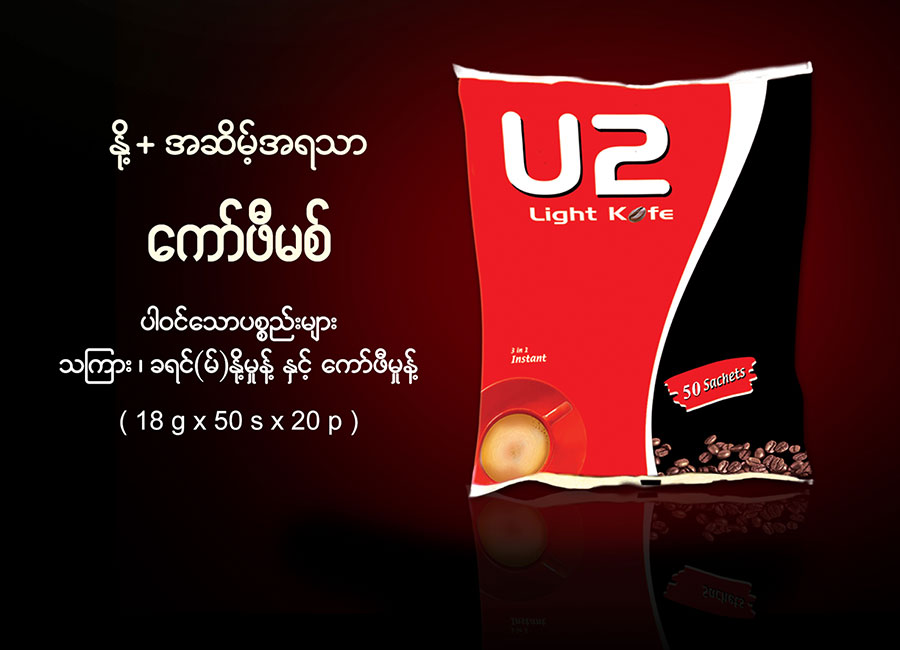 နို့ + အဆိမ့်အရသာ
ကော်ဖီမစ်
ပါဝင်သောပစ္စည်းများ
သကြား ၊ ခရင်(မ်)နို့မှုန့် နှင့် ကော်ဖီမှုန့်
( 18 g x 50 s x 20 p )
U2
Light Kofe
3 in 1
Instant
50 Sachets